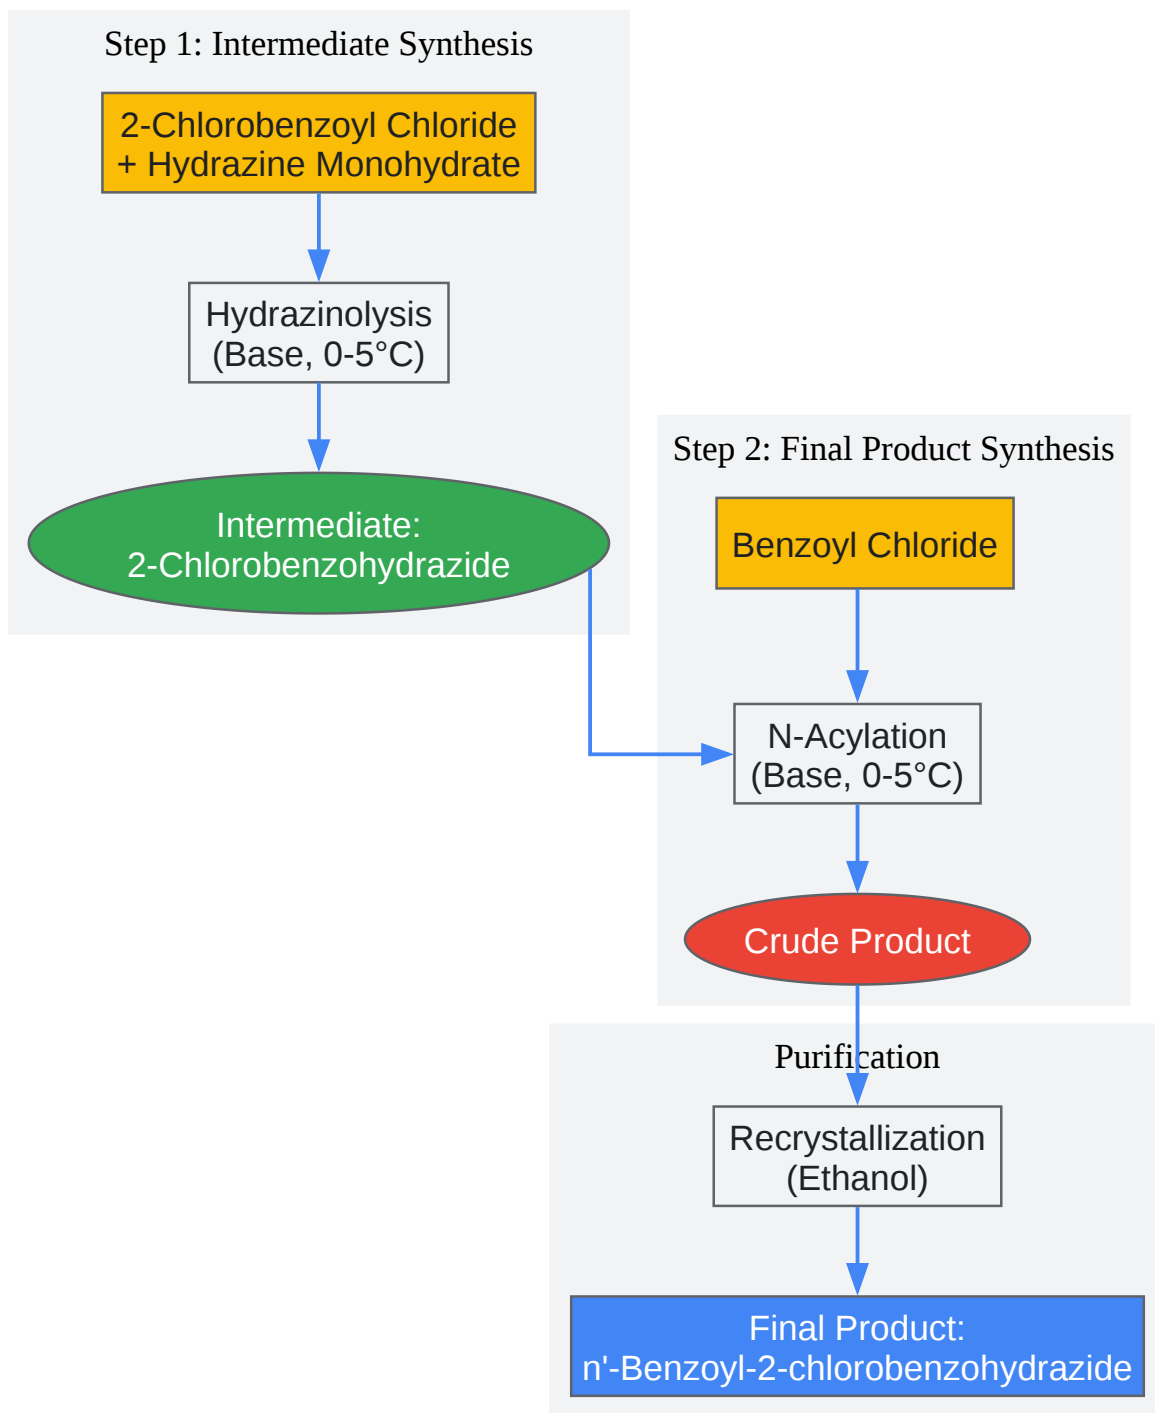 Step 1: Intermediate Synthesis
2-Chlorobenzoyl Chloride
+ Hydrazine Monohydrate
Hydrazinolysis
(Base, 0-5°C)
Intermediate:
2-Chlorobenzohydrazide
Step 2: Final Product Synthesis
Benzoyl Chloride
N-Acylation
(Base, 0-5°C)
Crude Product
Purification
Recrystallization
(Ethanol)
Final Product:
n'-Benzoyl-2-chlorobenzohydrazide